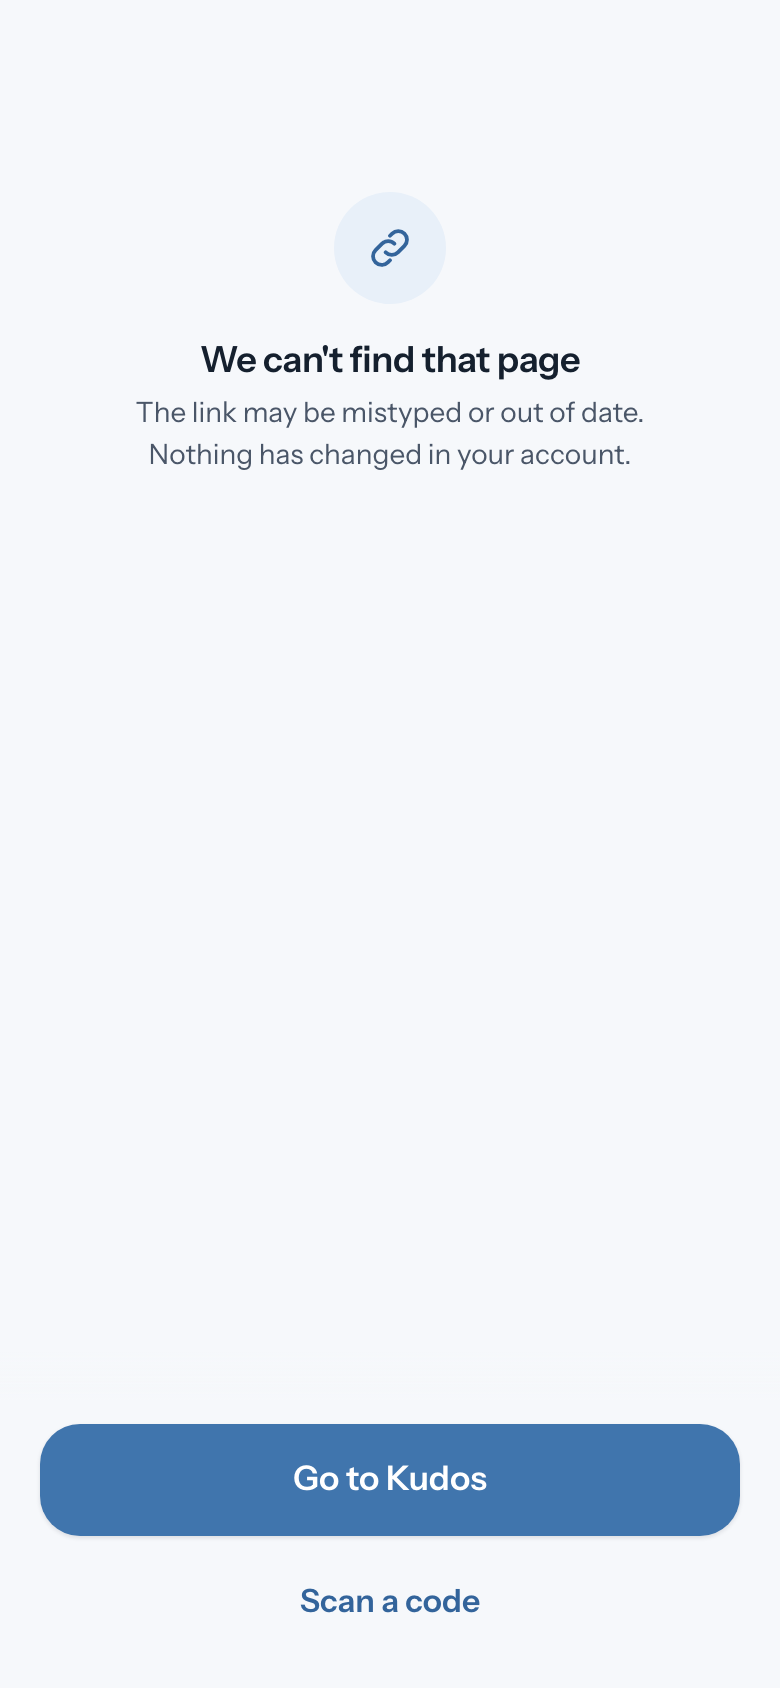 We can't find that page
The link may be mistyped or out of date.
Nothing has changed in your account.
Go to Kudos
Scan a code